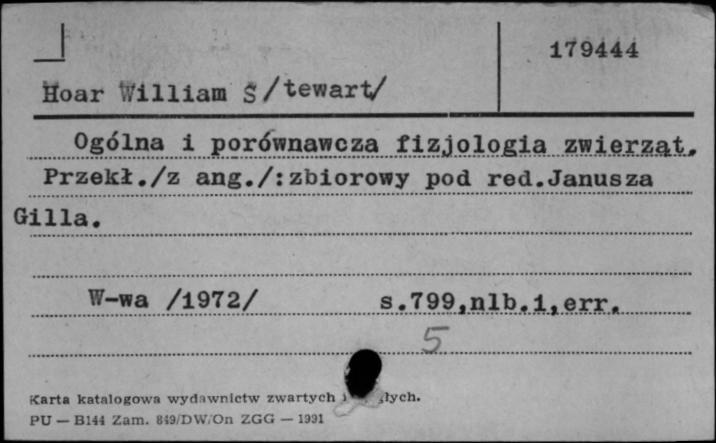 179444
Hoar William S/tewart/
Ogólna i porównawcza fizjologia zwierząt.
Przekł./z ang./:zbiorowy pod red.Janusza
Gilla.
W-wa /1972/ s.799,nlb.1,err.
5
Karta katalogowa wydawnictw zwartych
PU — B144 Zam. 849/DW/On ZGG — 1991